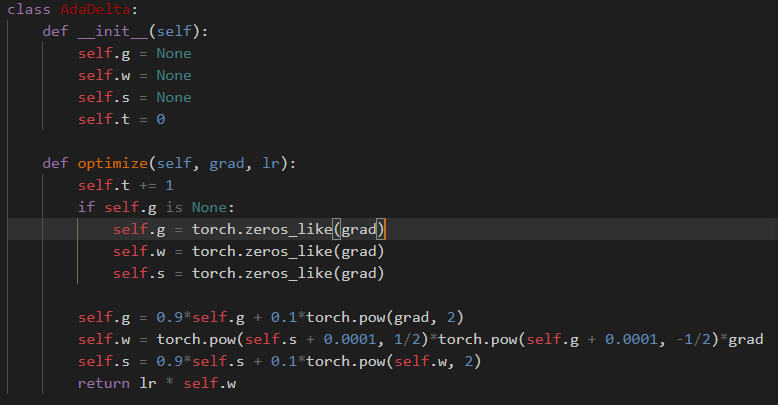 class AdaDelta:
    def __init__(self):
        self.g = None
        self.w = None
        self.s = None
        self.t = 0

    def optimize(self, grad, lr):
        self.t += 1
        if self.g is None:
            self.g = torch.zeros_like(grad)
            self.w = torch.zeros_like(grad)
            self.s = torch.zeros_like(grad)

        self.g = 0.9*self.g + 0.1*torch.pow(grad, 2)
        self.w = torch.pow(self.s + 0.0001, 1/2)*torch.pow(self.g + 0.0001, -1/2)*grad
        self.s = 0.9*self.s + 0.1*torch.pow(self.w, 2)
        return lr * self.w